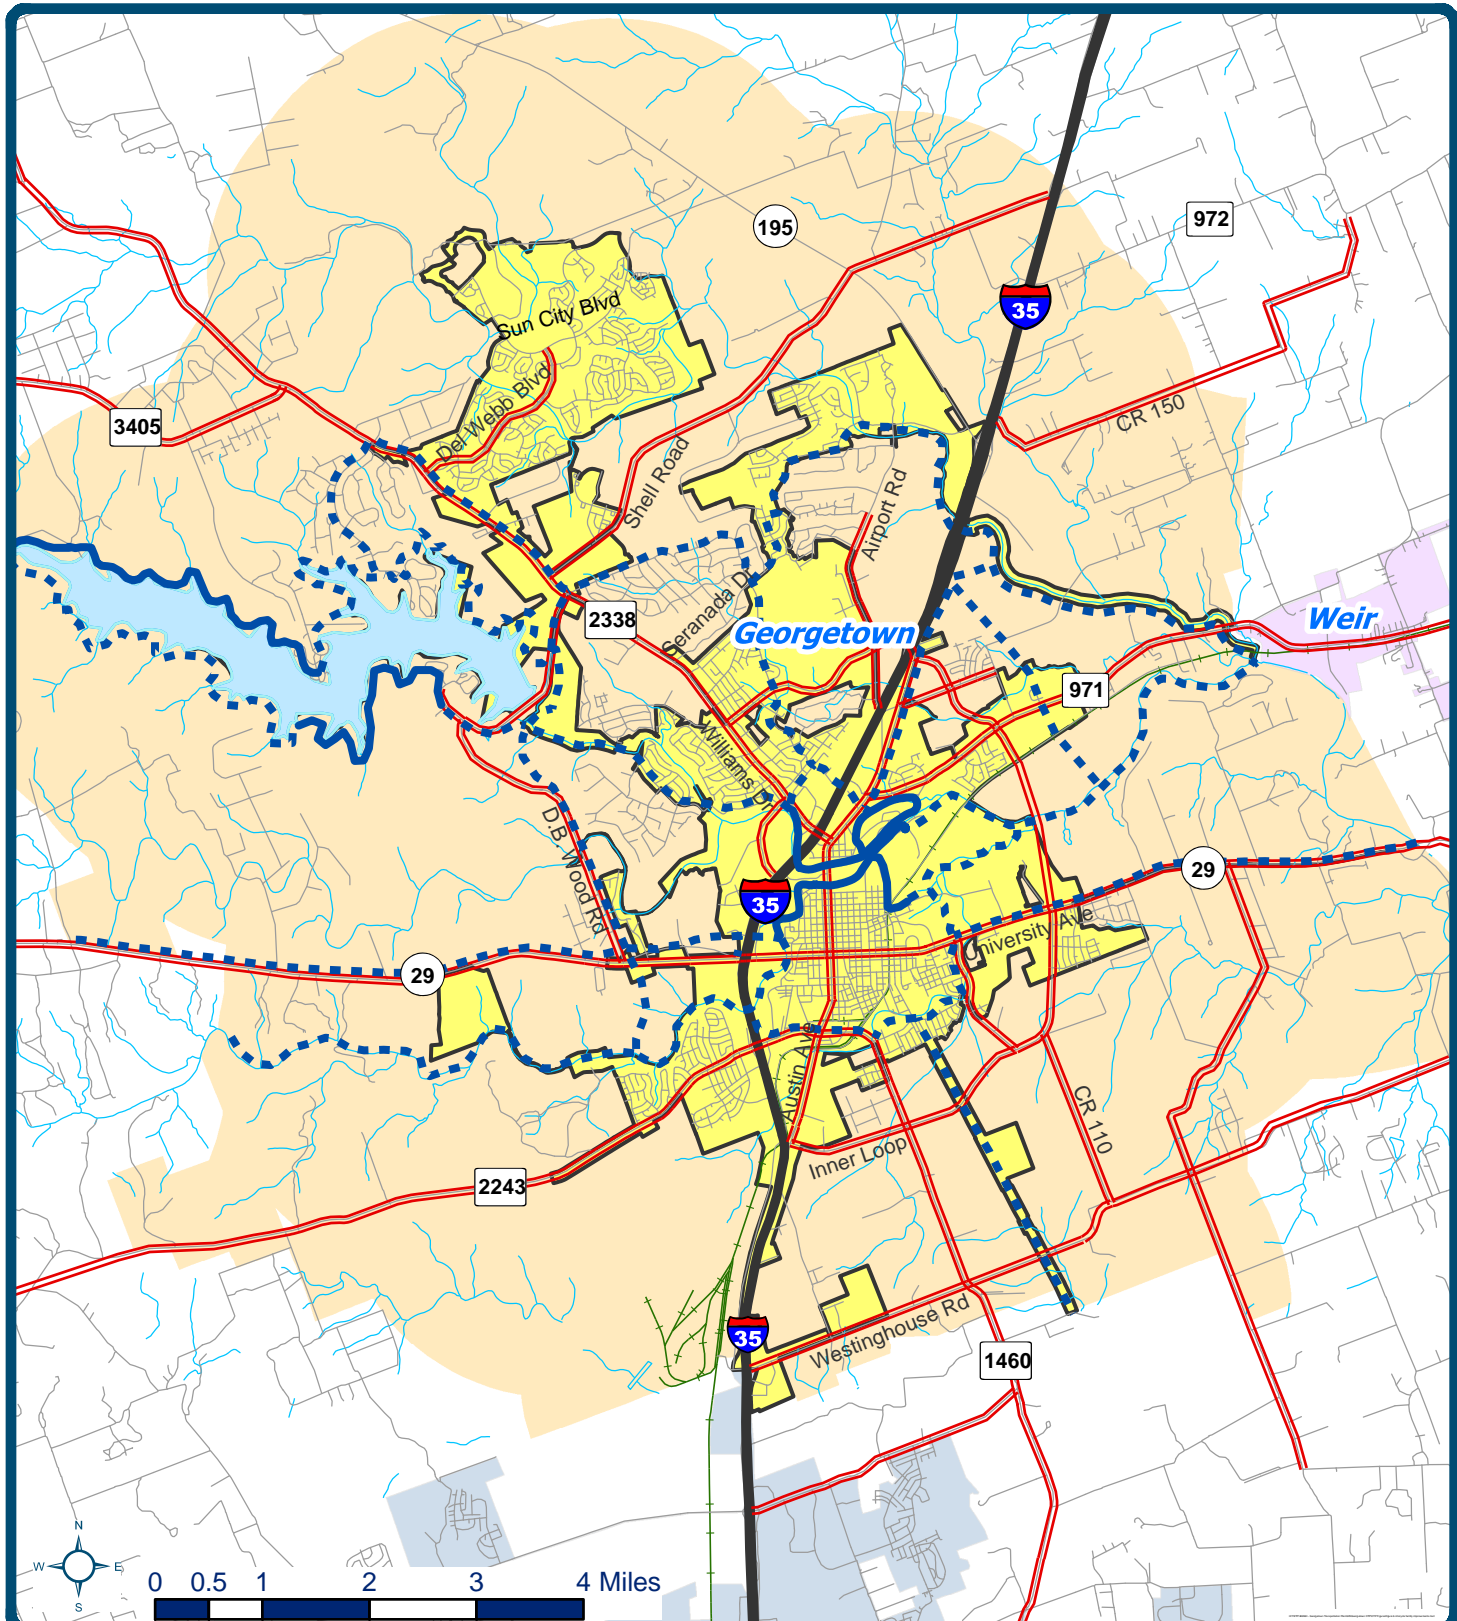 195
972
35
Sun City Blvd
Del Webb Blvd
3405
CR 150
Shell Road
Airport Rd
Seranada Dr
2338
Georgetown
Weir
971
Williams Dr
D.B. Wood Rd
29
35
University Ave
29
Austin Ave
CR 110
Inner Loop
2243
35
Westinghouse Rd
1460
N
W E
S
0 0.5 1 2 3 4 Miles